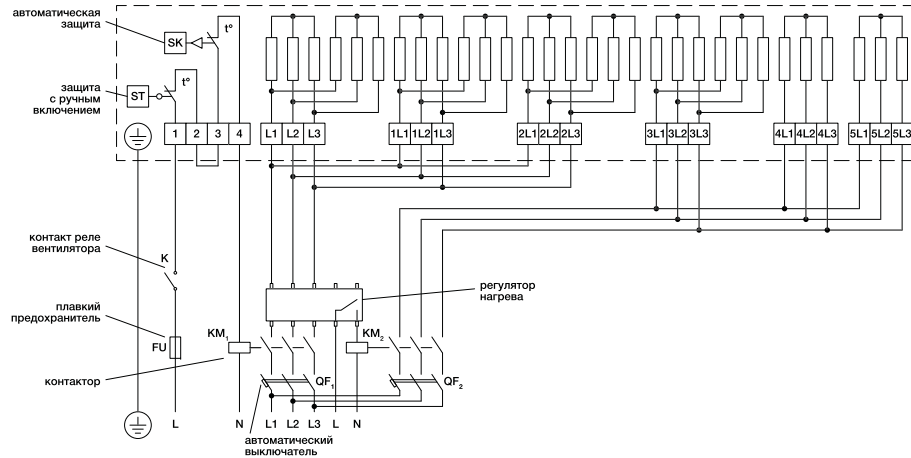 автоматическая
защита
SK
t°
защита
с ручным
включением
ST
t°
1 2 3 4
L1 L2 L3
1L1 1L2 1L3
2L1 2L2 2L3
3L1 3L2 3L3
4L1 4L2 4L3
5L1 5L2 5L3
контакт реле
вентилятора
K
регулятор
нагрева
плавкий
предохранитель
FU
KM1
KM2
контактор
QF1
QF2
L N L1 L2 L3 L N
автоматический
выключатель